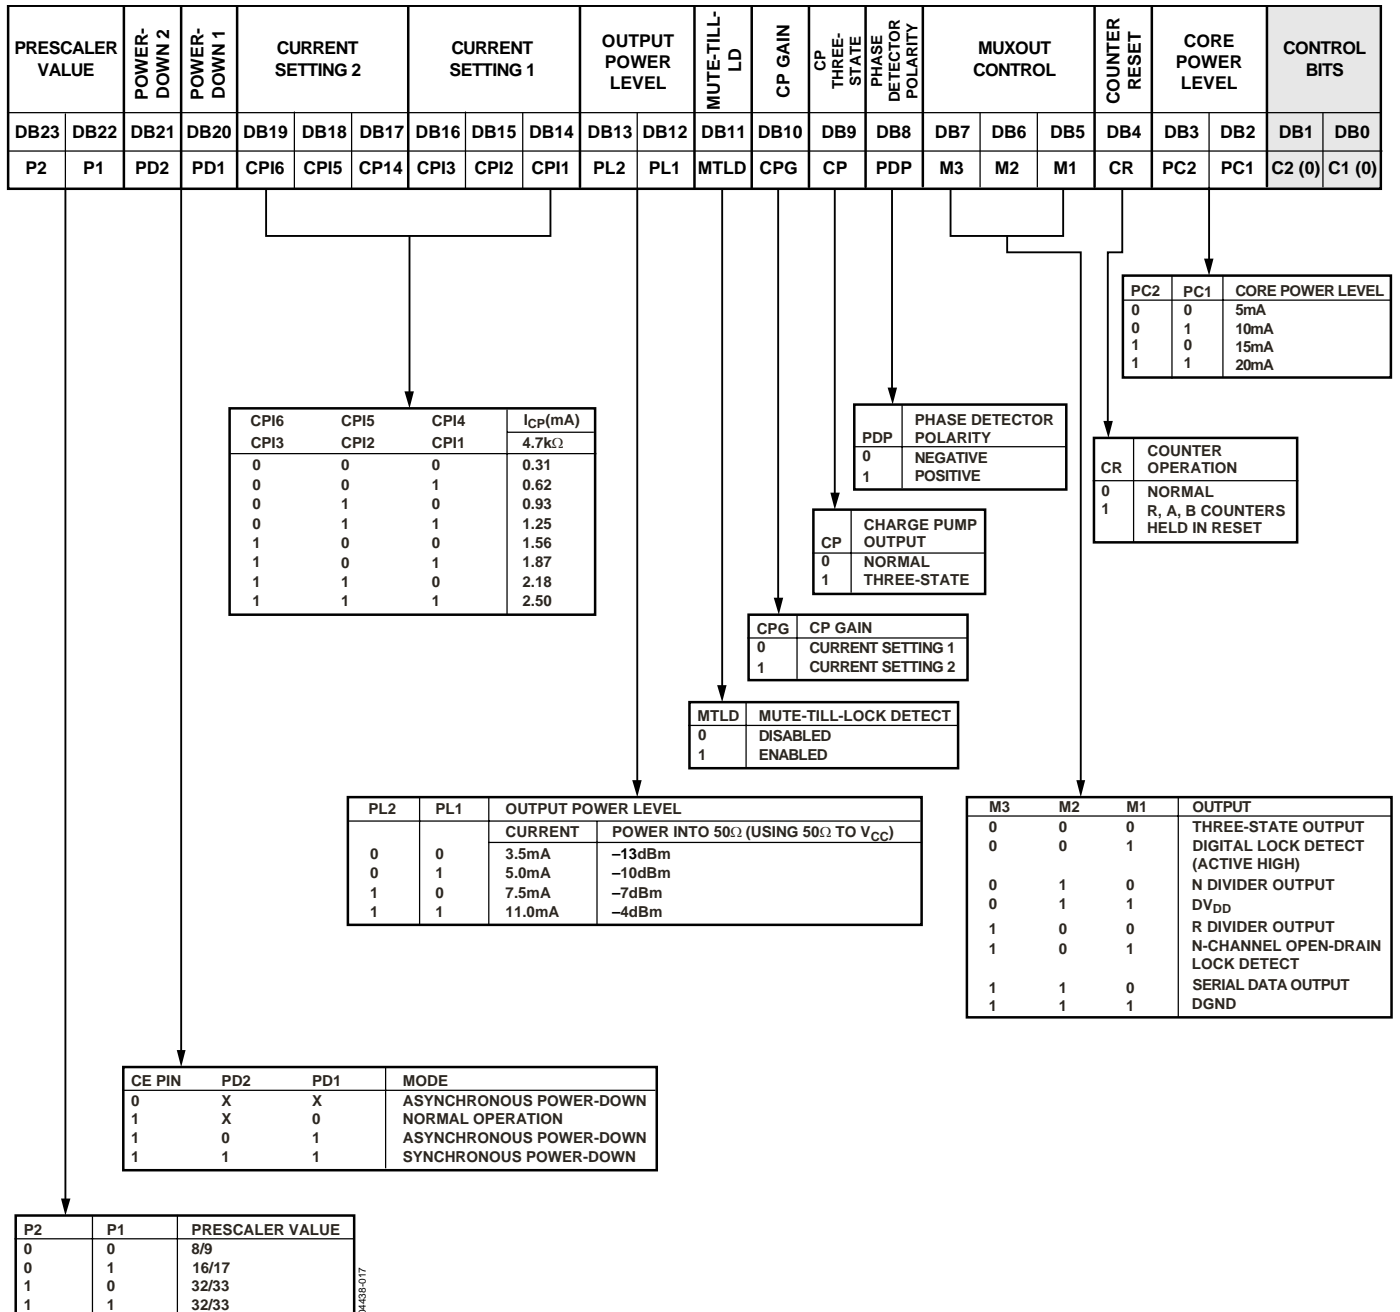 PRESCALER VALUE
POWER-DOWN 2
POWER-DOWN 1
CURRENT SETTING 2
CURRENT SETTING 1
OUTPUT POWER LEVEL
MUTE-TILL-LD
CP GAIN
CP THREE-STATE
PHASE DETECTOR POLARITY
MUXOUT CONTROL
COUNTER RESET
CORE POWER LEVEL
CONTROL BITS
DB23 DB22 DB21 DB20 DB19 DB18 DB17 DB16 DB15 DB14 DB13 DB12 DB11 DB10 DB9 DB8 DB7 DB6 DB5 DB4 DB3 DB2 DB1 DB0
P2 P1 PD2 PD1 CPI6 CPI5 CP14 CPI3 CPI2 CPI1 PL2 PL1 MTLD CPG CP PDP M3 M2 M1 CR PC2 PC1 C2 (0) C1 (0)
PC2 PC1 CORE POWER LEVEL
0 0 5mA
0 1 10mA
1 0 15mA
1 1 20mA
CPI6 CPI5 CPI4 ICP(mA)
CPI3 CPI2 CPI1 4.7kΩ
0 0 0 0.31
0 0 1 0.62
0 1 0 0.93
0 1 1 1.25
1 0 0 1.56
1 0 1 1.87
1 1 0 2.18
1 1 1 2.50
PHASE DETECTOR
PDP POLARITY
0 NEGATIVE
1 POSITIVE
COUNTER
CR OPERATION
0 NORMAL
1 R, A, B COUNTERS
HELD IN RESET
CHARGE PUMP
CP OUTPUT
0 NORMAL
1 THREE-STATE
CPG CP GAIN
0 CURRENT SETTING 1
1 CURRENT SETTING 2
MTLD MUTE-TILL-LOCK DETECT
0 DISABLED
1 ENABLED
PL2 PL1 OUTPUT POWER LEVEL
CURRENT POWER INTO 50Ω (USING 50Ω TO VCC)
0 0 3.5mA –13dBm
0 1 5.0mA –10dBm
1 0 7.5mA –7dBm
1 1 11.0mA –4dBm
M3 M2 M1 OUTPUT
0 0 0 THREE-STATE OUTPUT
0 0 1 DIGITAL LOCK DETECT
(ACTIVE HIGH)
0 1 0 N DIVIDER OUTPUT
0 1 1 DVDD
1 0 0 R DIVIDER OUTPUT
1 0 1 N-CHANNEL OPEN-DRAIN
LOCK DETECT
1 1 0 SERIAL DATA OUTPUT
1 1 1 DGND
CE PIN PD2 PD1 MODE
0 X X ASYNCHRONOUS POWER-DOWN
1 X 0 NORMAL OPERATION
1 0 1 ASYNCHRONOUS POWER-DOWN
1 1 1 SYNCHRONOUS POWER-DOWN
P2 P1 PRESCALER VALUE
0 0 8/9
0 1 16/17
1 0 32/33
1 1 32/33
04438-017